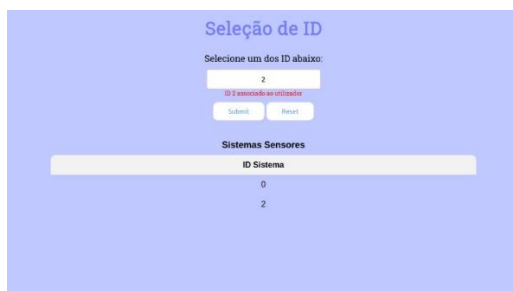 Seleção de ID
Selecione um dos ID abaixo:
2
ID 2 associado ao utilizador
Submit Reset
Sistemas Sensores
ID Sistema
0
2